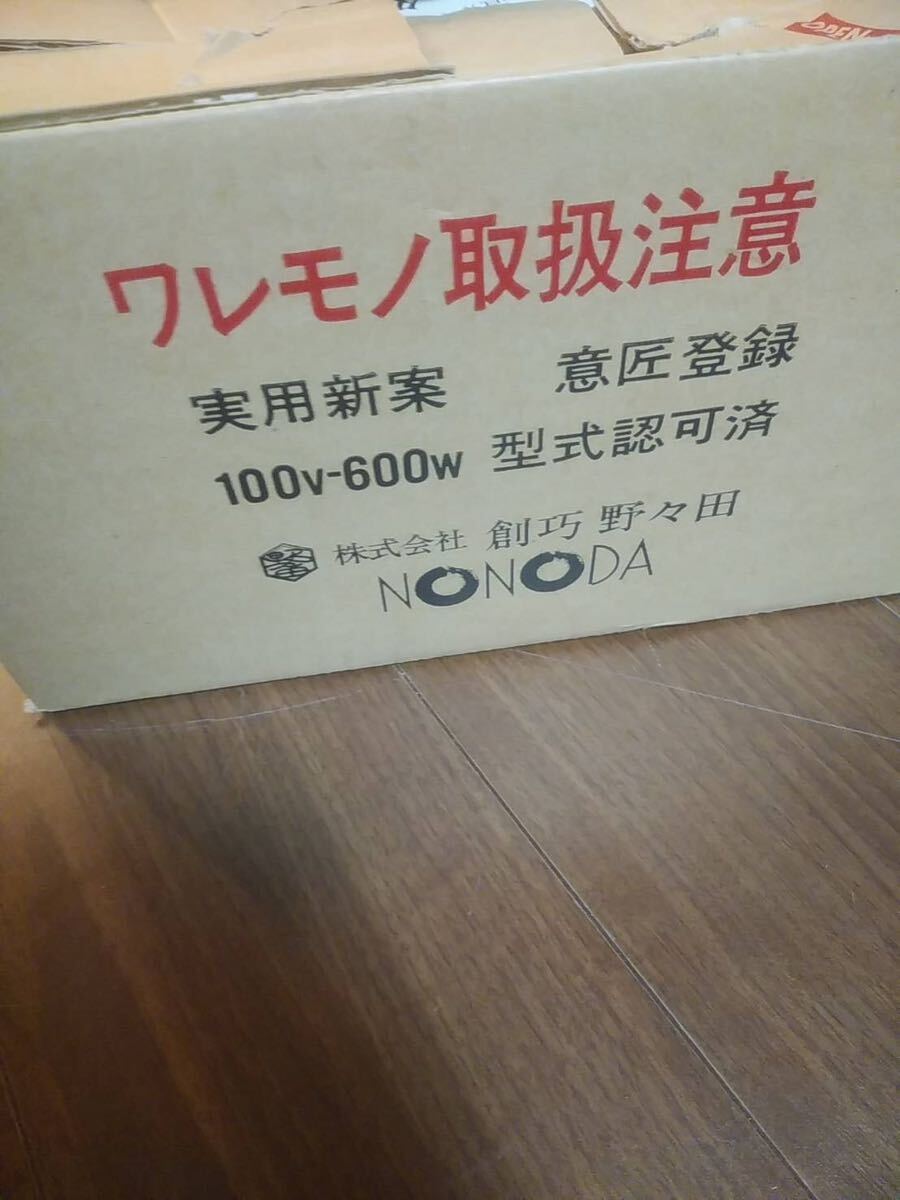 OPEN
ワレモノ取扱注意
実用新案 意匠登録
100V-600W 型式認可済
株式会社 創巧 野々田
NONODA